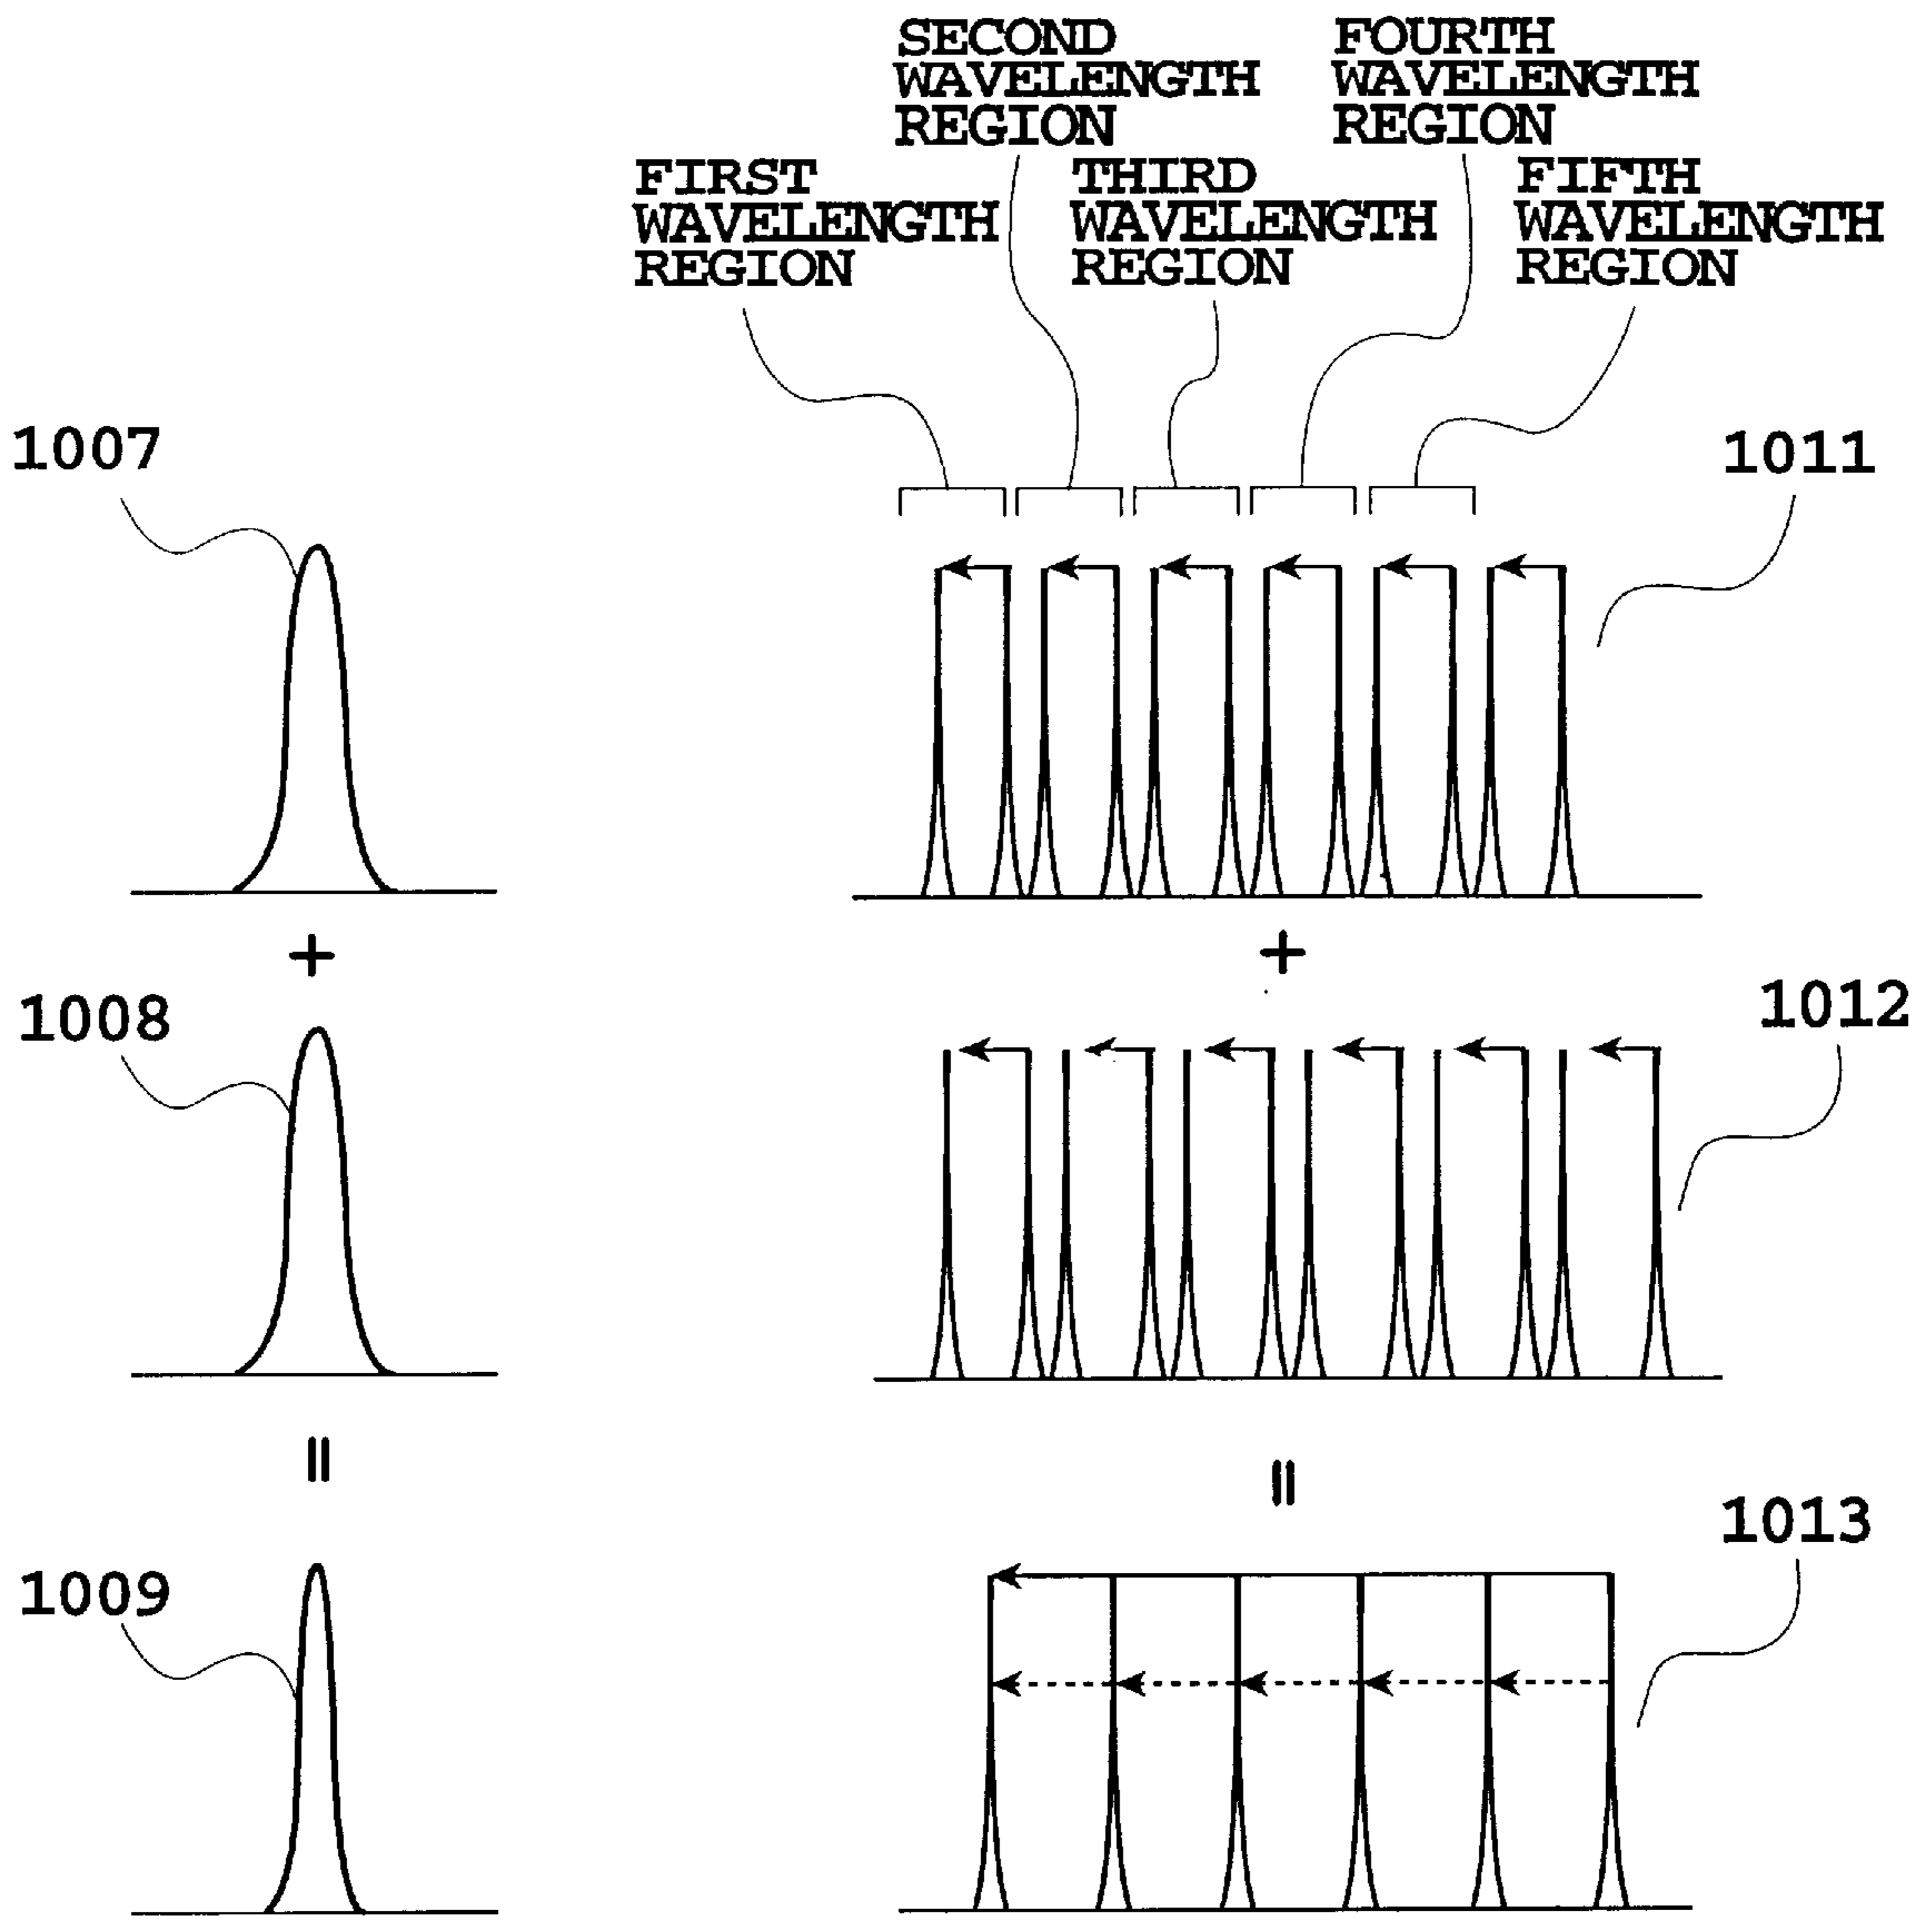 SECOND
WAVELENGTH
REGION
FOURTH
WAVELENGTH
REGION
FIRST
WAVELENGTH
REGION
THIRD
WAVELENGTH
REGION
FIFTH
WAVELENGTH
REGION
1007
1011
+
+
1008
1012
=
=
1009
1013